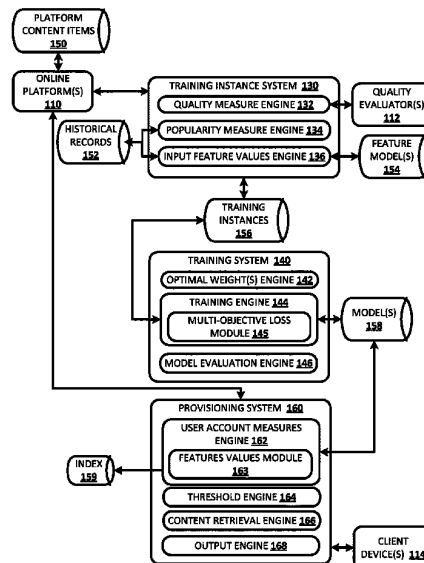 PLATFORM
CONTENT ITEMS
150
ONLINE
PLATFORM(S)
110
TRAINING INSTANCE SYSTEM 130
QUALITY MEASURE ENGINE 132
POPULARITY MEASURE ENGINE 134
INPUT FEATURE VALUES ENGINE 136
QUALITY
EVALUATOR(S)
112
HISTORICAL
RECORDS
152
FEATURE
MODEL(S)
154
TRAINING
INSTANCES
156
TRAINING SYSTEM 140
OPTIMAL WEIGHT(S) ENGINE 142
TRAINING ENGINE
144
MULTI-OBJECTIVE LOSS
MODULE 145
MODEL EVALUATION ENGINE 146
MODEL(S)
158
PROVISIONING SYSTEM 160
USER ACCOUNT MEASURES
ENGINE 162
FEATURES VALUES MODULE
163
INDEX
159
THRESHOLD ENGINE 164
CONTENT RETRIEVAL ENGINE 166
OUTPUT ENGINE 168
CLIENT
DEVICE(S) 114